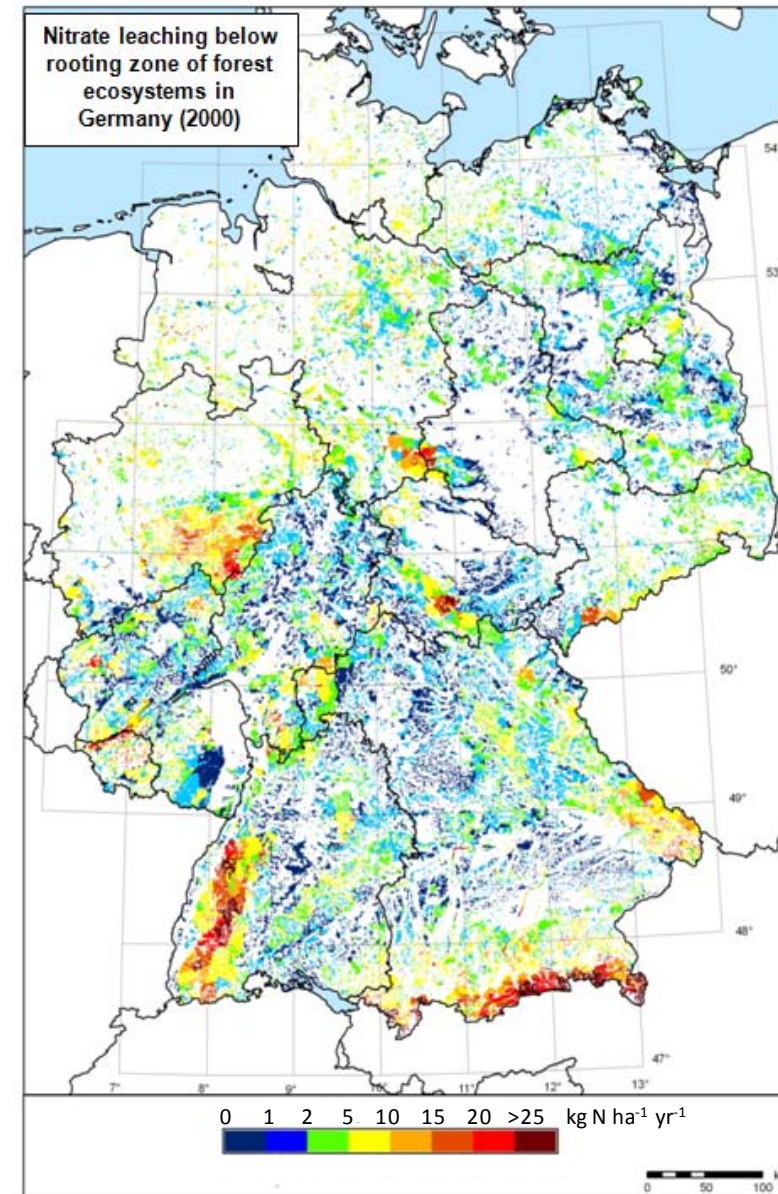 Nitrate leaching below
rooting zone of forest
ecosystems in
Germany (2000)
54°
53°
50°
49°
48°
47°
7° 8° 9° 10° 11° 12° 13°
0 1 2 5 10 15 20 >25 kg N ha⁻¹ yr⁻¹
0 50 100